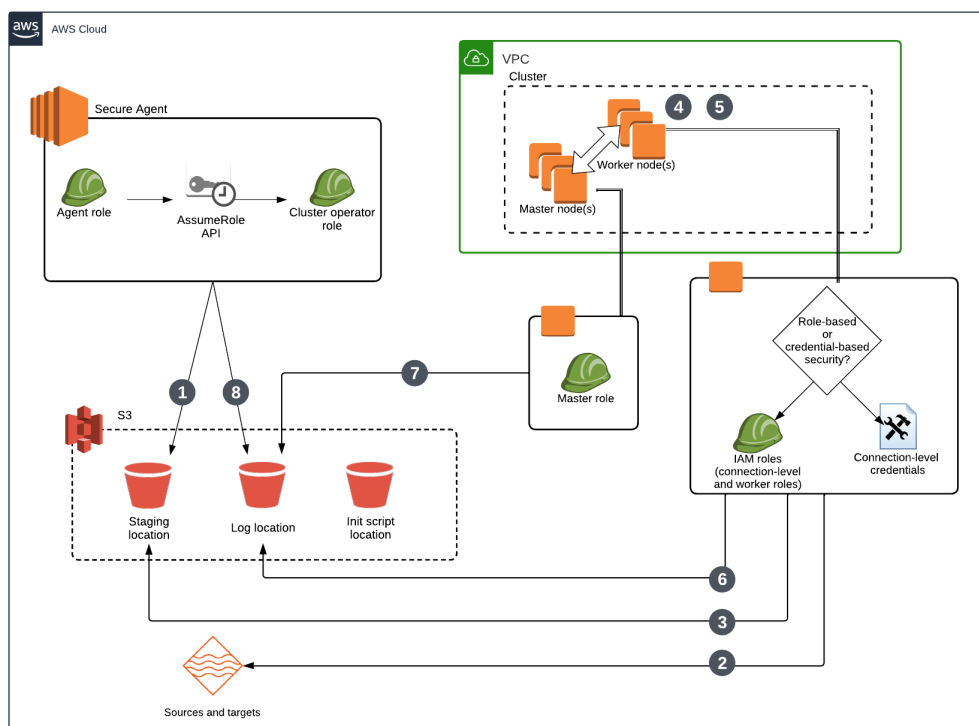 aws
AWS Cloud
VPC
Cluster
4
5
Worker node(s)
Master node(s)
Secure Agent
Agent role
AssumeRole
API
Cluster operator
role
Role-based
or
credential-based
security?
Master role
7
1
8
IAM roles
(connection-level
and worker roles)
Connection-level
credentials
S3
Staging
location
Log location
Init script
location
6
3
2
Sources and targets